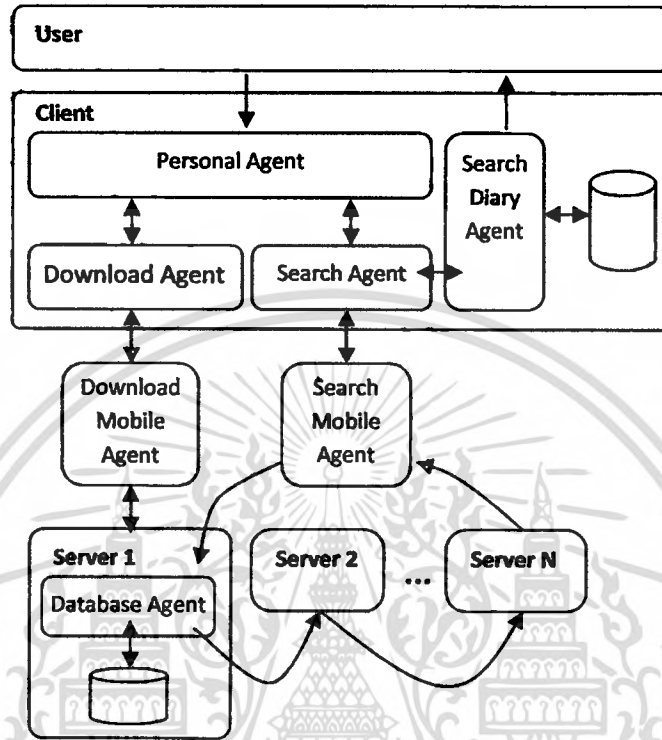 User
Client
Personal Agent
Search
Diary
Agent
Download Agent
Search Agent
Download
Mobile
Agent
Search
Mobile
Agent
Server 1
Database Agent
Server 2
...
Server N